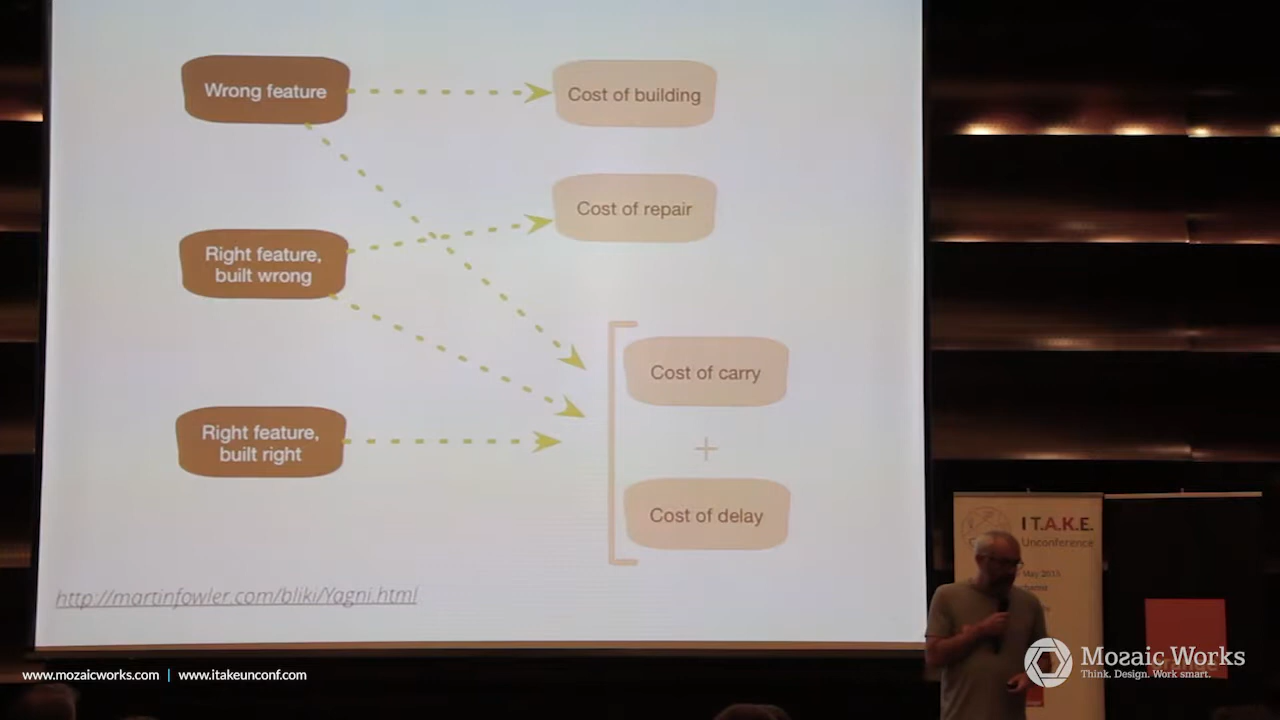 Wrong feature
Cost of building
Cost of repair
Right feature,
built wrong
Cost of carry
+
Right feature,
built right
Cost of delay
http://martinfowler.com/bliki/Yagni.html
I T.A.K.E.
Unconference
May 2015
www.mozaicworks.com | www.itakeunconf.com
Mozaic Works
Think. Design. Work smart.